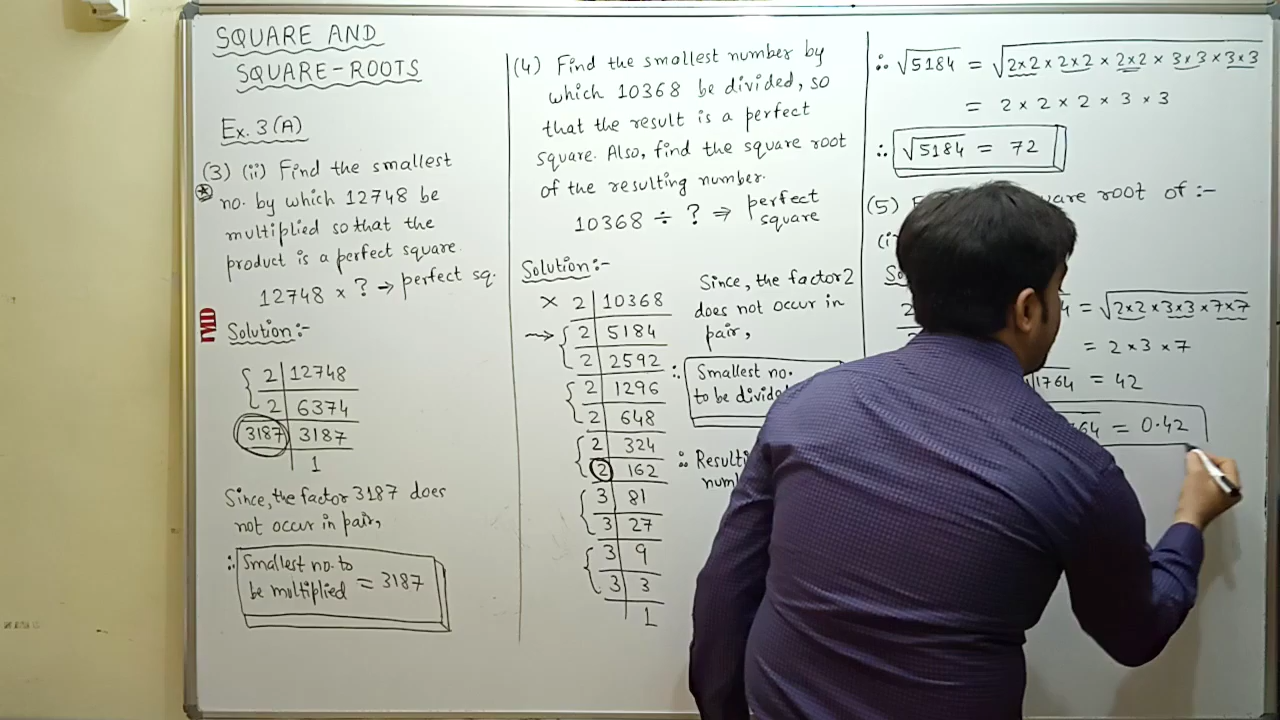 SQUARE AND
SQUARE-ROOTS
Ex. 3(A)
(3) (ii) Find the smallest
no. by which 12748 be
multiplied so that the
product is a perfect square.
12748 × ? → perfect sq.
Solution:-
2 | 12748
2 | 6374
3187 | 3187
1
Since, the factor 3187 does
not occur in pair,
∴ Smallest no. to
be multiplied = 3187
(4) Find the smallest number by
which 10368 be divided, so
that the result is a perfect
square. Also, find the square root
of the resulting number.
10368 ÷ ? ⇒ perfect
square
Solution:-
× 2 | 10368
2 | 5184
2 | 2592
2 | 1296
2 | 648
2 | 324
2 | 162
3 | 81
3 | 27
3 | 9
3 | 3
1
Since, the factor 2
does not occur in
pair,
∴ Smallest no.
to be divide
∴ Resulti
num
∴ √5184 = √2×2 × 2×2 × 2×2 × 3×3 × 3×3
= 2 × 2 × 2 × 3 × 3
∴ √5184 = 72
(5) root of :-
(i)
2
4 = √2×2 × 3×3 × 7×7
= 2 × 3 × 7
√1764 = 42
64 = 0.42